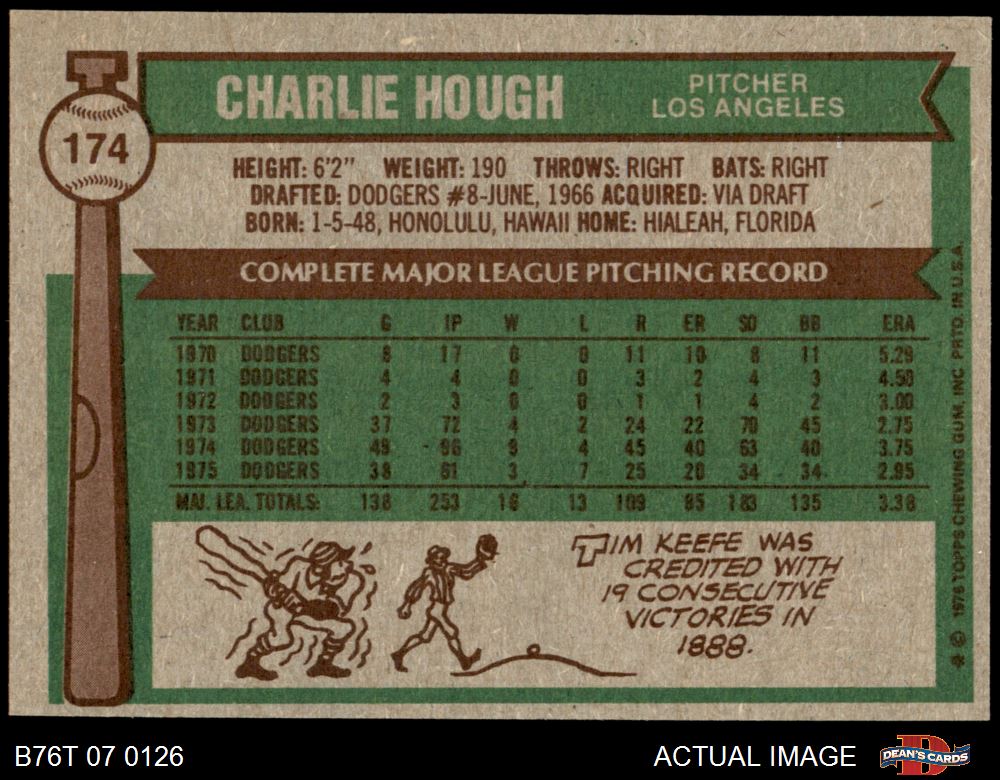 CHARLIE HOUGH
PITCHER
LOS ANGELES
174
HEIGHT: 6'2" WEIGHT: 190 THROWS: RIGHT BATS: RIGHT
DRAFTED: DODGERS #8-JUNE, 1966 ACQUIRED: VIA DRAFT
BORN: 1-5-48, HONOLULU, HAWAII HOME: HIALEAH, FLORIDA
COMPLETE MAJOR LEAGUE PITCHING RECORD
YEAR CLUB G IP W L R ER SO BB ERA
1970 DODGERS 8 17 0 0 11 10 8 11 5.29
1971 DODGERS 4 4 0 0 3 2 4 3 4.50
1972 DODGERS 2 3 0 0 1 1 4 2 3.00
1973 DODGERS 37 72 4 2 24 22 70 45 2.75
1974 DODGERS 49 96 9 4 45 40 63 40 3.75
1975 DODGERS 38 61 3 7 25 20 34 34 2.95
MAJ. LEA. TOTALS: 138 253 16 13 109 95 183 135 3.38
TIM KEEFE WAS
CREDITED WITH
19 CONSECUTIVE
VICTORIES IN
1888.
* © 1976 TOPPS CHEWING GUM, INC PRTD. IN U.S.A.
B76T 07 0126
ACTUAL IMAGE
D
DEAN'S CARDS